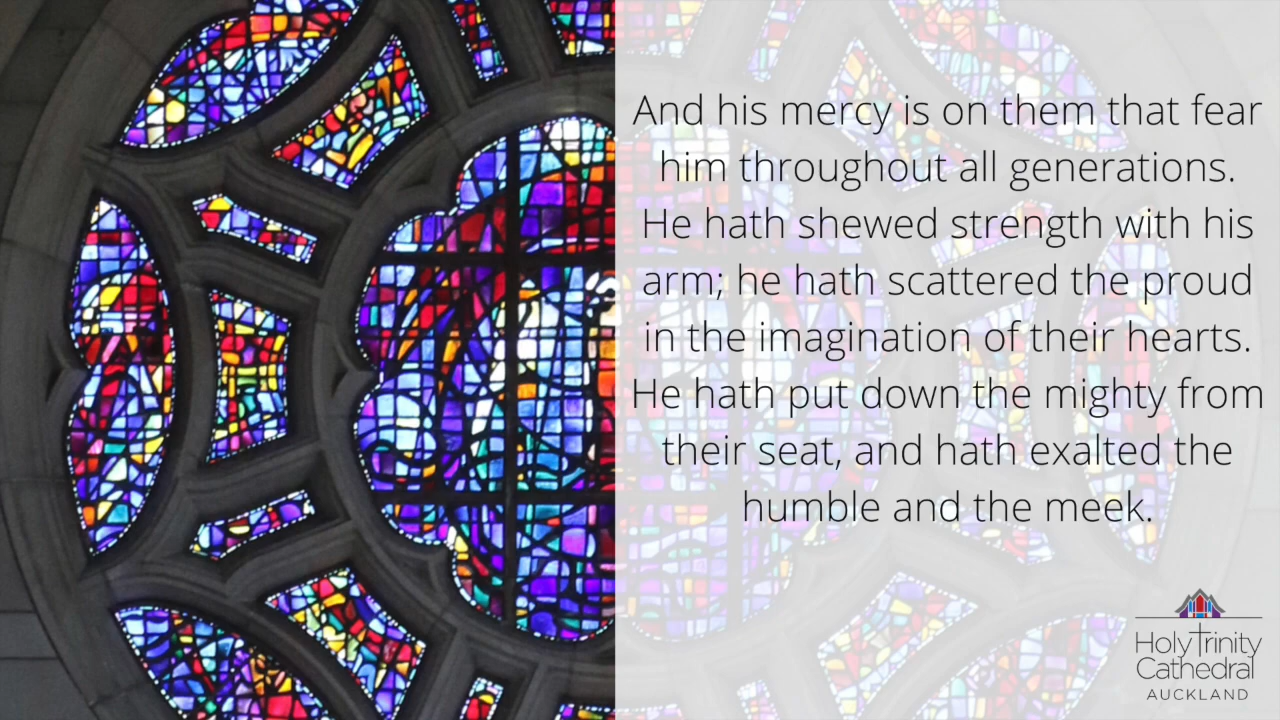 And his mercy is on them that fear
him throughout all generations.
He hath shewed strength with his
arm; he hath scattered the proud
in the imagination of their hearts.
He hath put down the mighty from
their seat, and hath exalted the
humble and the meek.
Holy Trinity
Cathedral
AUCKLAND